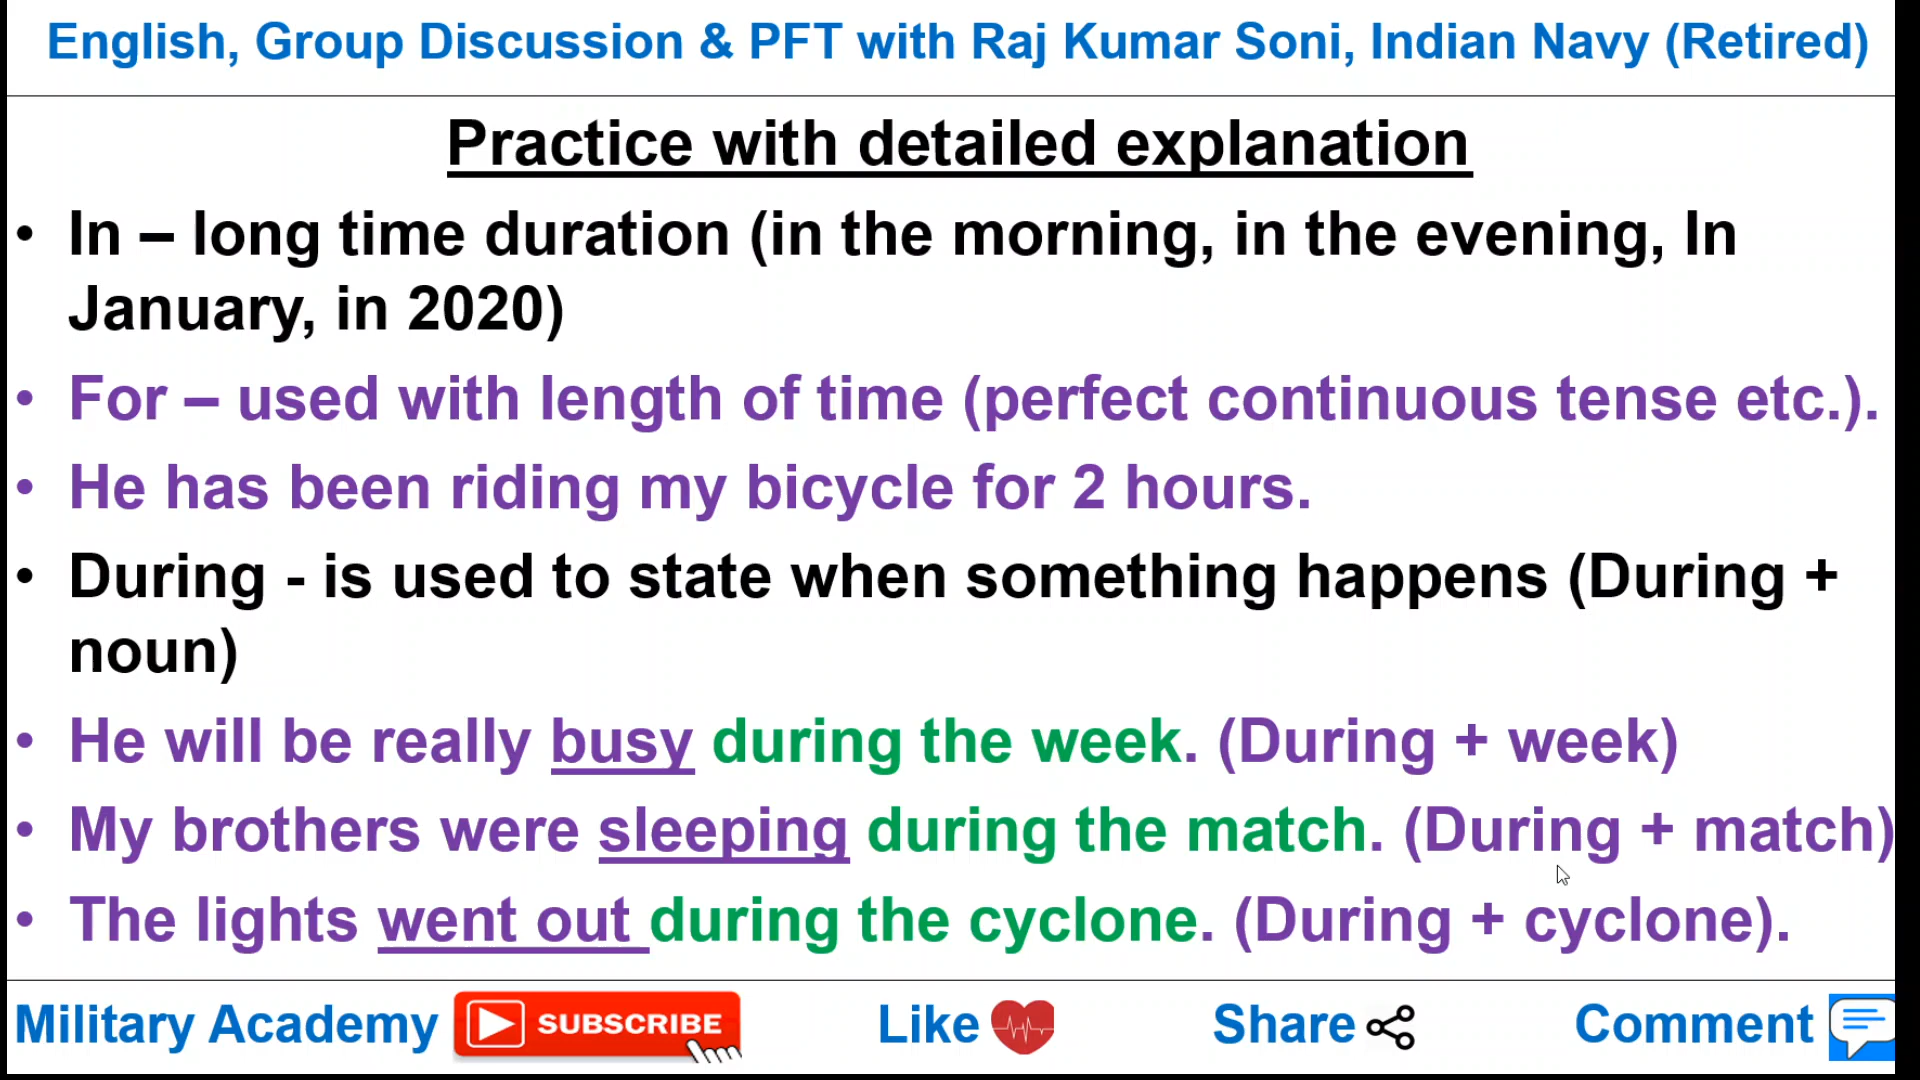 English, Group Discussion & PFT with Raj Kumar Soni, Indian Navy (Retired)
Practice with detailed explanation
• In – long time duration (in the morning, in the evening, In
January, in 2020)
• For – used with length of time (perfect continuous tense etc.).
• He has been riding my bicycle for 2 hours.
• During - is used to state when something happens (During +
noun)
• He will be really busy during the week. (During + week)
• My brothers were sleeping during the match. (During + match)
• The lights went out during the cyclone. (During + cyclone).
Military Academy SUBSCRIBE Like Share Comment